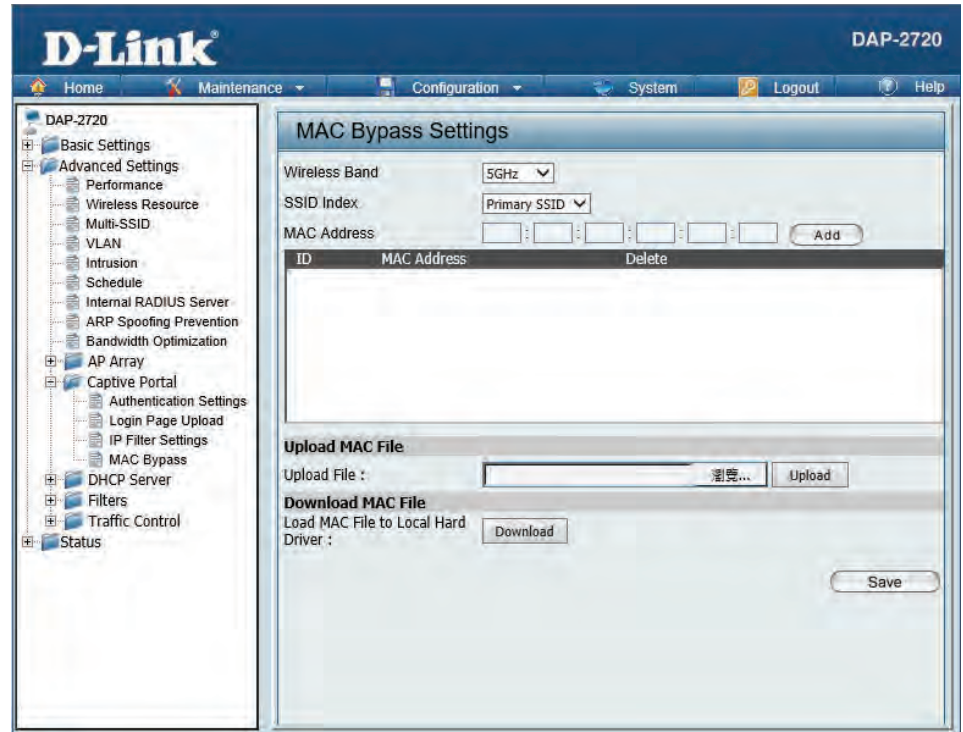 D-Link®
DAP-2720
Home Maintenance Configuration System Logout Help
DAP-2720
Basic Settings
Advanced Settings
Performance
Wireless Resource
Multi-SSID
VLAN
Intrusion
Schedule
Internal RADIUS Server
ARP Spoofing Prevention
Bandwidth Optimization
AP Array
Captive Portal
Authentication Settings
Login Page Upload
IP Filter Settings
MAC Bypass
DHCP Server
Filters
Traffic Control
Status
MAC Bypass Settings
Wireless Band 5GHz
SSID Index Primary SSID
MAC Address : : : : : Add
ID MAC Address Delete
Upload MAC File
Upload File : 瀏覽... Upload
Download MAC File
Load MAC File to Local Hard
Driver : Download
Save